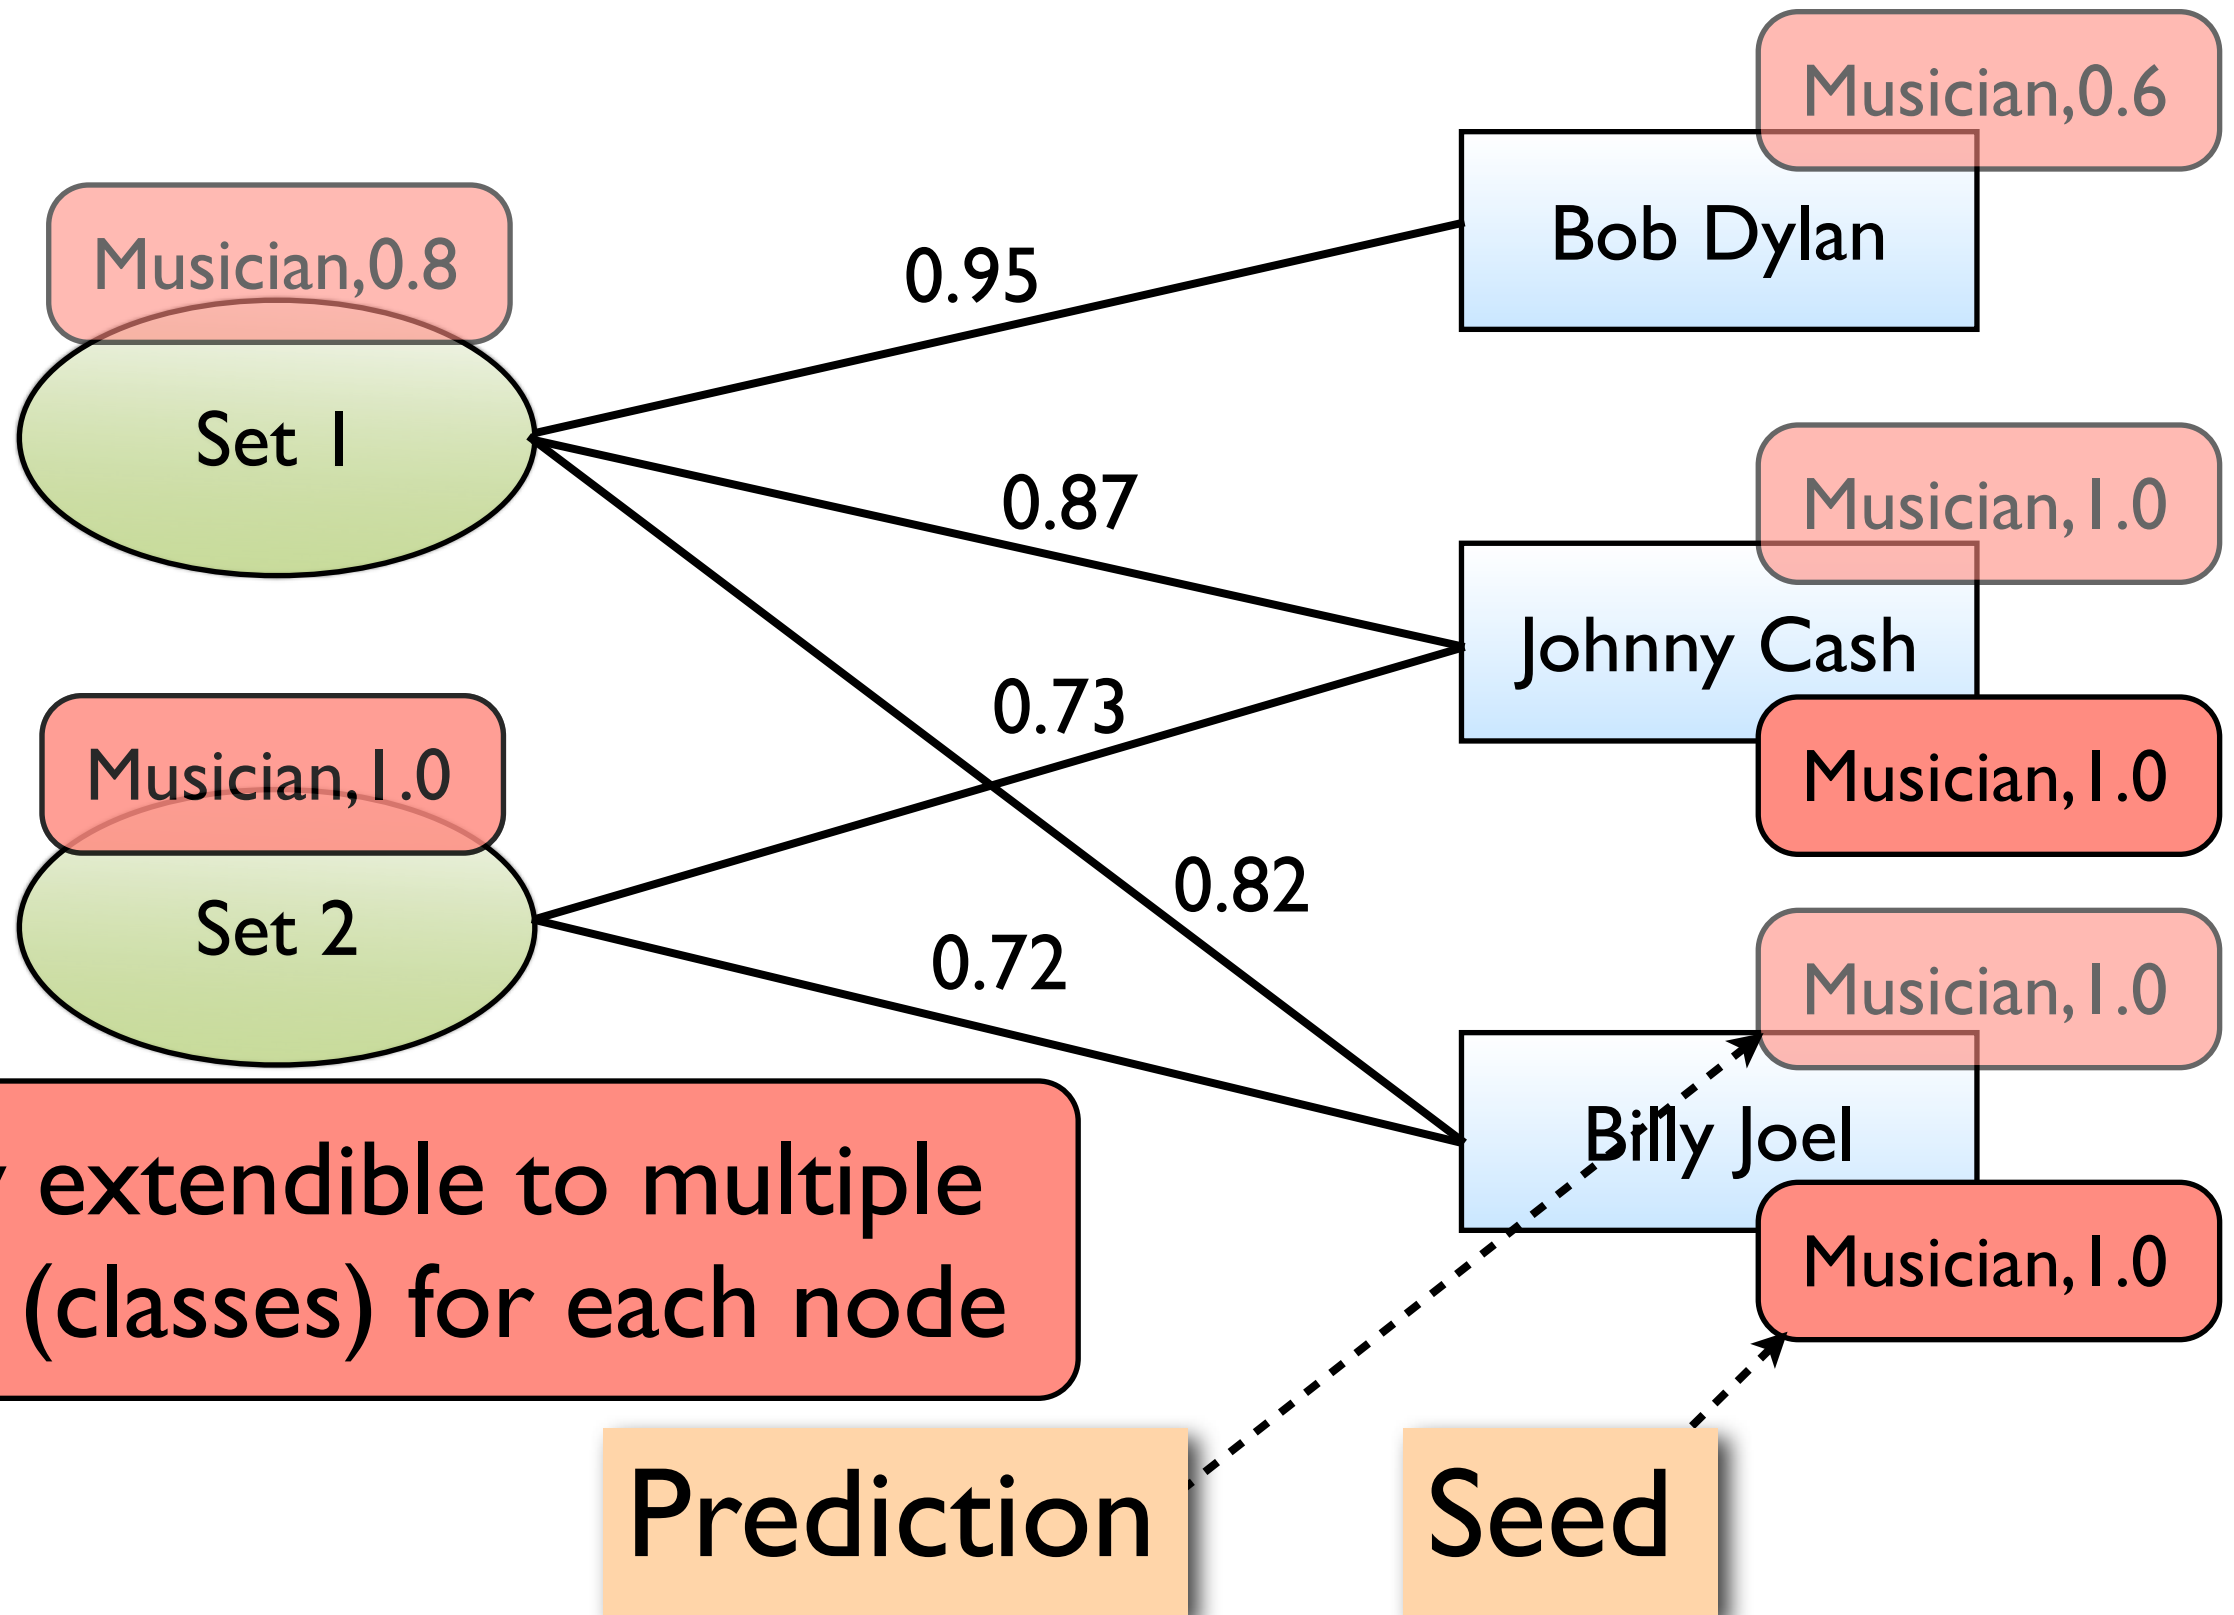 Musician,0.6
Bob Dylan
Musician,0.8
0.95
Set 1
0.87
Musician,1.0
Johnny Cash
0.73
Musician,1.0
Musician,1.0
Set 2
0.82
0.72
Musician,1.0
Billy Joel
Musician,1.0
extendible to multiple
(classes) for each node
Prediction
Seed